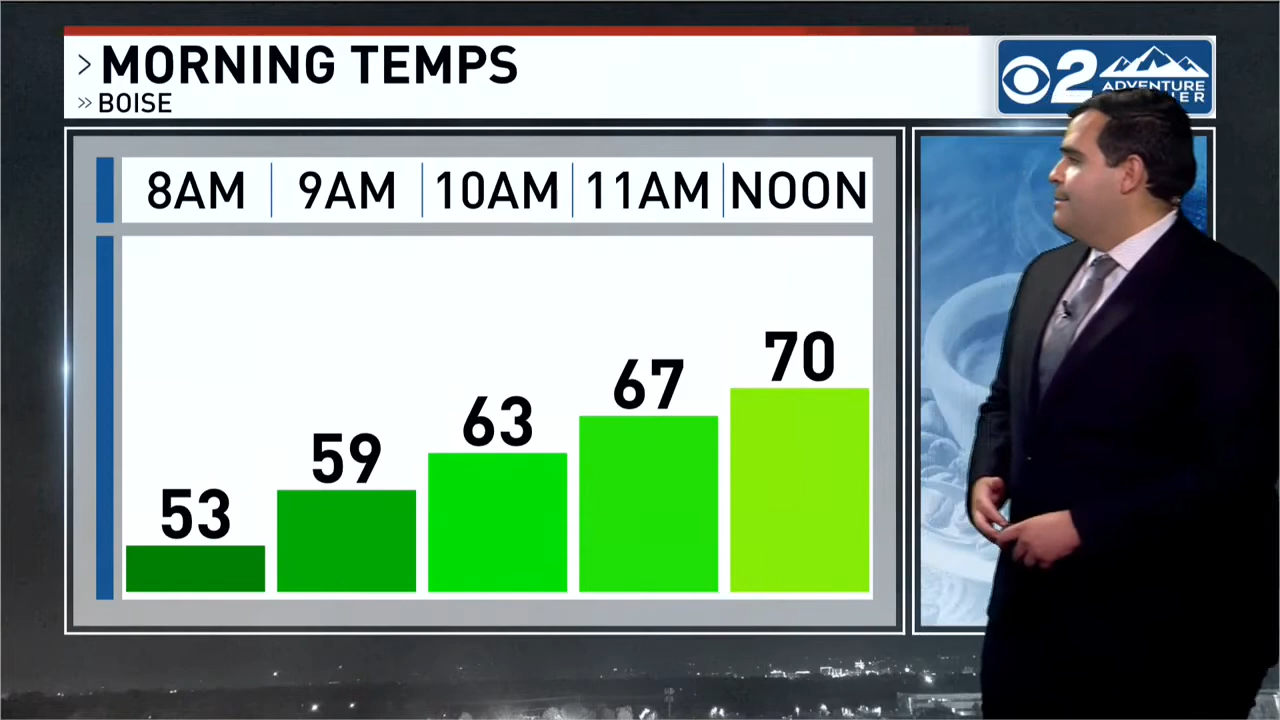 > MORNING TEMPS
» BOISE
2 ADVENTURE
8AM 9AM 10AM 11AM NOON
53 59 63 67 70